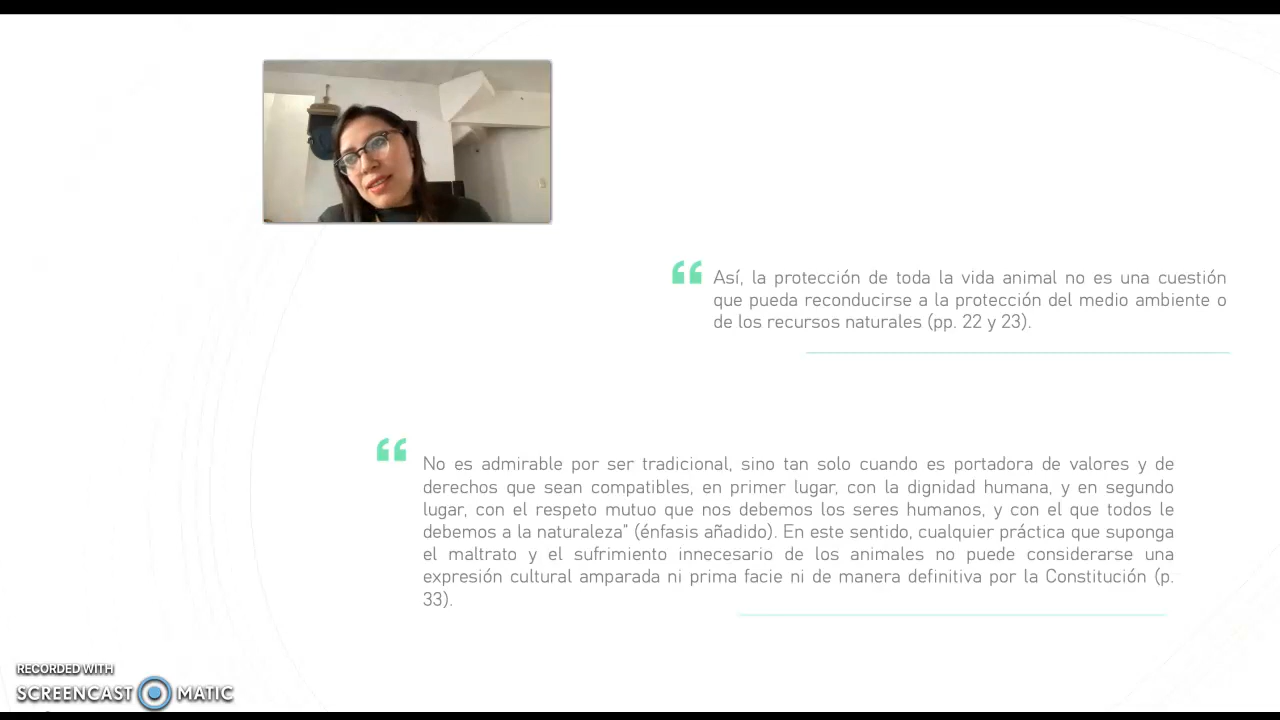 Así, la protección de toda la vida animal no es una cuestión
que pueda reconducirse a la protección del medio ambiente o
de los recursos naturales (pp. 22 y 23).
No es admirable por ser tradicional, sino tan solo cuando es portadora de valores y de
derechos que sean compatibles, en primer lugar, con la dignidad humana, y en segundo
lugar, con el respeto mutuo que nos debemos los seres humanos, y con el que todos le
debemos a la naturaleza" (énfasis añadido). En este sentido, cualquier práctica que suponga
el maltrato y el sufrimiento innecesario de los animales no puede considerarse una
expresión cultural amparada ni prima facie ni de manera definitiva por la Constitución (p.
33).
RECORDED WITH
SCREENCAST MATIC